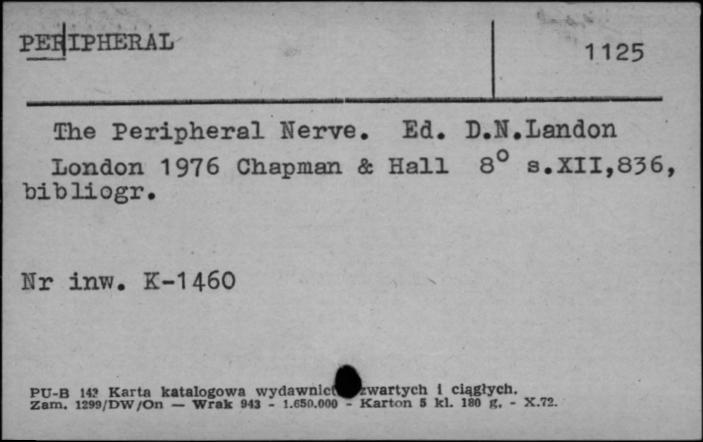 PERIPHERAL
1125
The Peripheral Nerve. Ed. D.N.Landon
London 1976 Chapman & Hall 8° s.XII,836,
bibliogr.
Nr inw. K-1460
PU-B 142 Karta katalogowa wydawnict zwartych i ciągłych.
Zam. 1299/DW/On — Wrak 943 - 1.650.000 - Karton 5 kl. 180 g. - X.72.